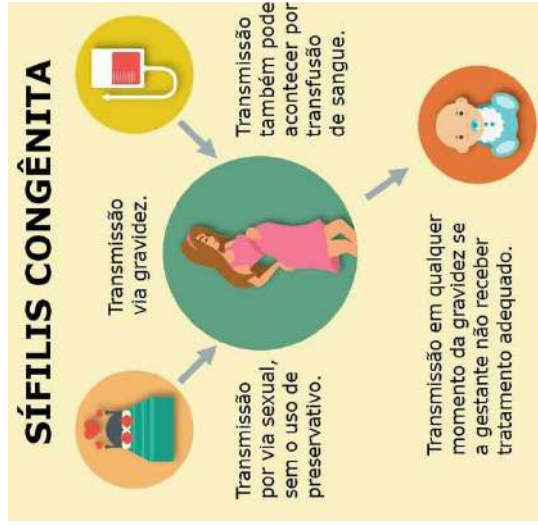 SÍFILIS CONGÊNITA
Transmissão
via gravidez.
Transmissão
por via sexual,
sem o uso de
preservativo.
Transmissão
também pode
acontecer por
transfusão
de sangue.
Transmissão em qualquer
momento da gravidez se
a gestante não receber
tratamento adequado.